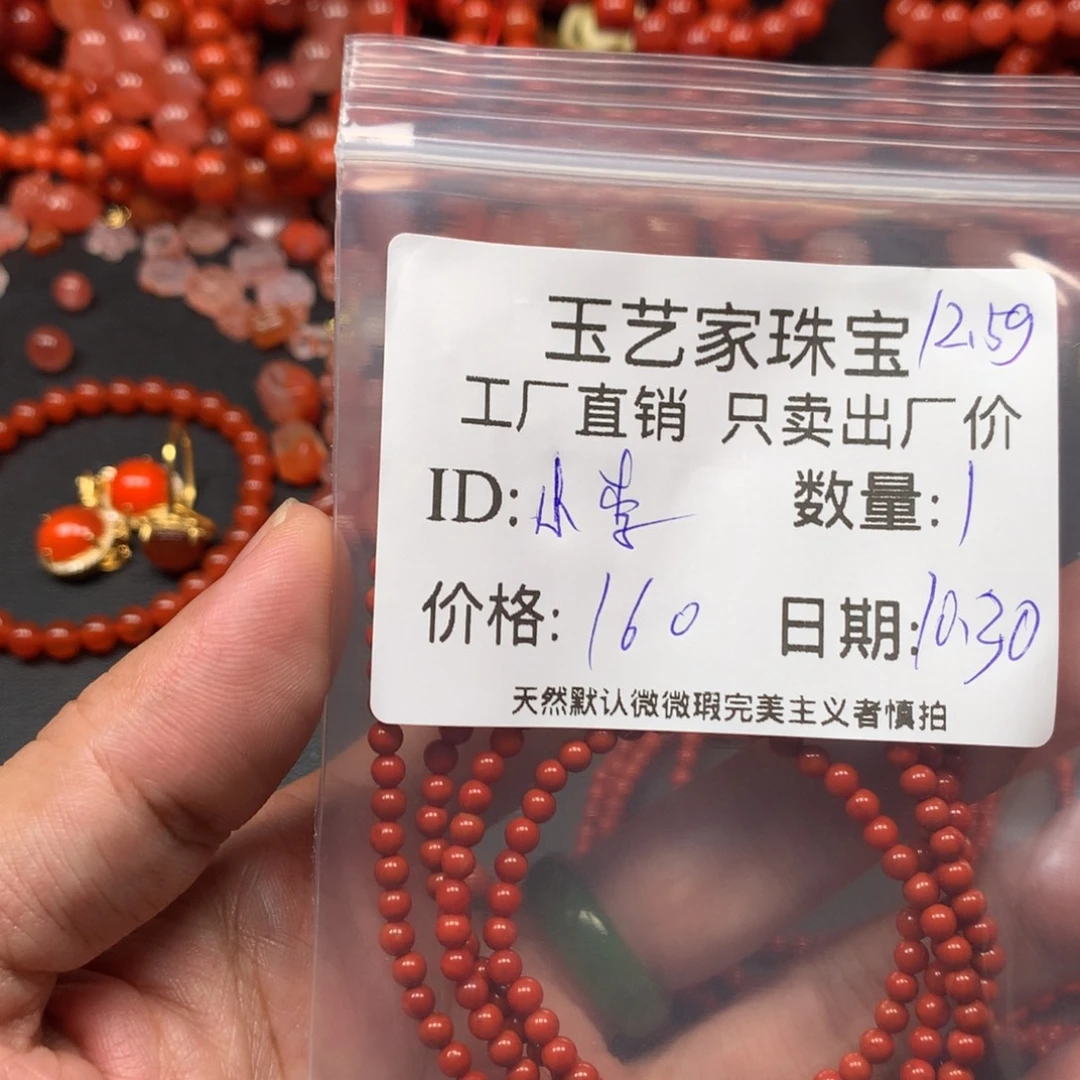 玉艺家珠宝 12.59
工厂直销 只卖出厂价
ID: 小李 数量: 1
价格: 160 日期: 10.30
天然默认微微瑕完美主义者慎拍